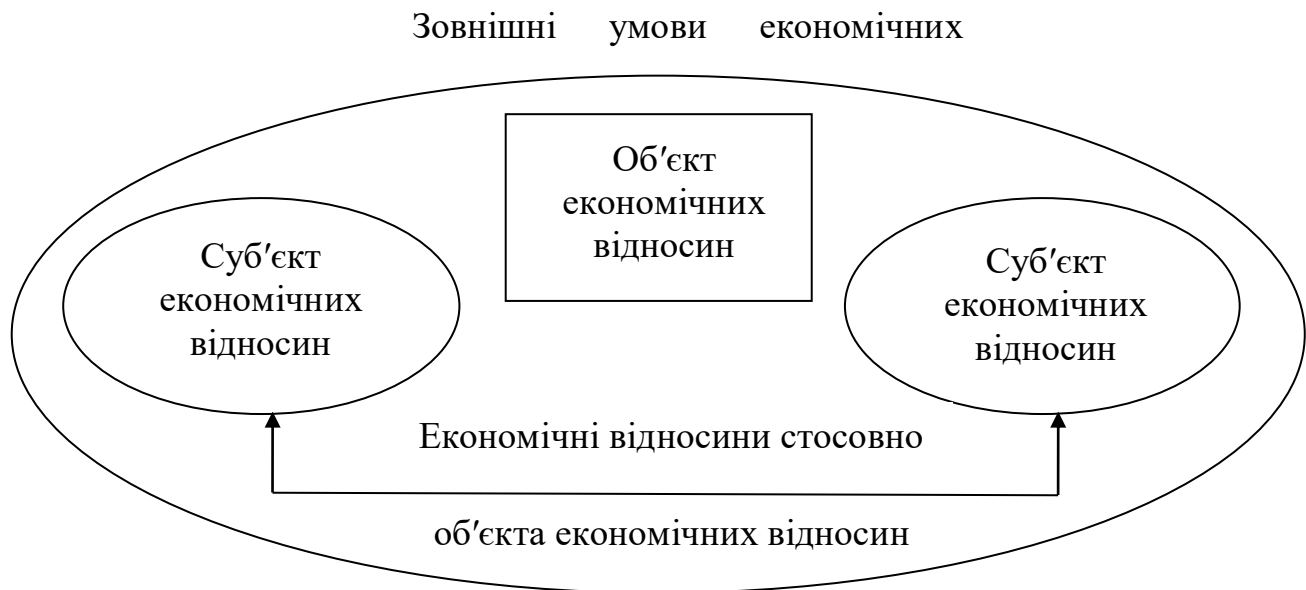 Зовнішні умови економічних
Об′єкт
економічних
відносин
Суб′єкт
економічних
відносин
Суб′єкт
економічних
відносин
Економічні відносини стосовно
об′єкта економічних відносин